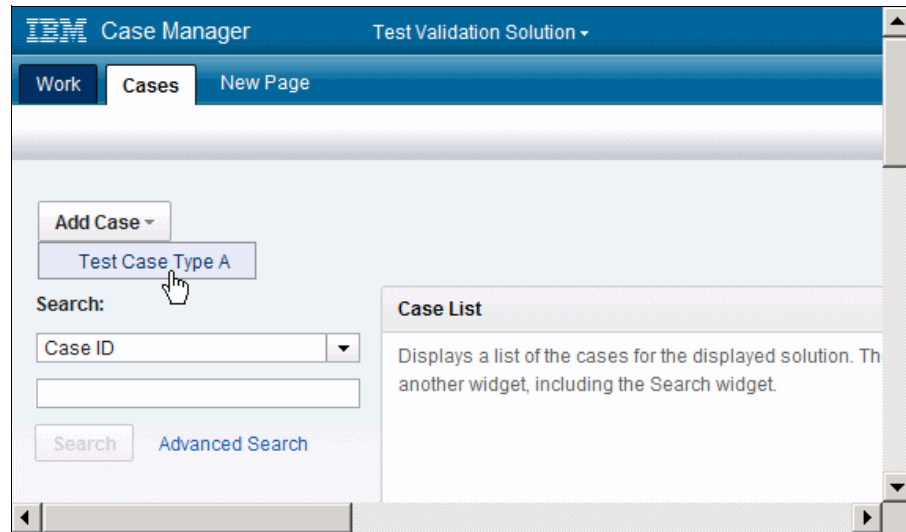 IBM Case Manager Test Validation Solution
Work Cases New Page
Add Case
Test Case Type A
Search:
Case ID
Search Advanced Search
Case List
Displays a list of the cases for the displayed solution. Th
another widget, including the Search widget.